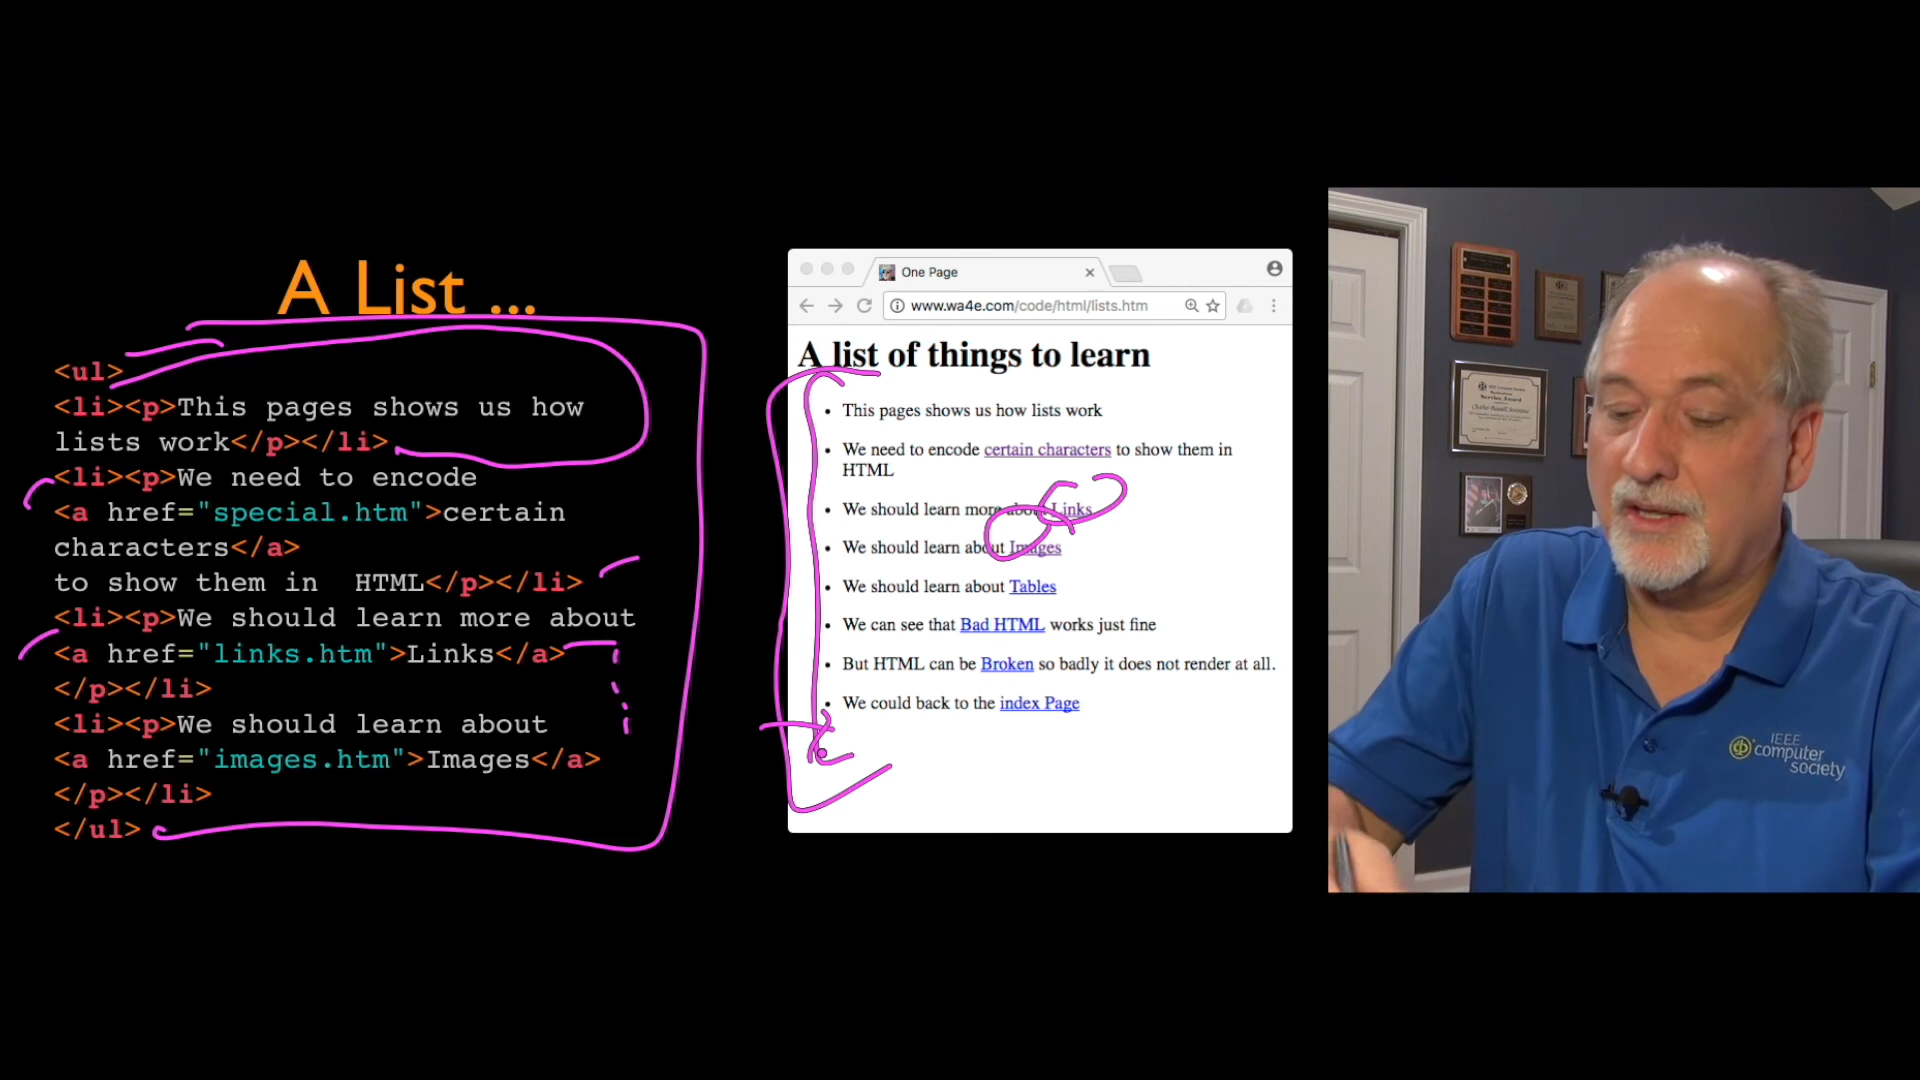 A List ...
<ul>
<li><p>This pages shows us how
lists work</p></li>
<li><p>We need to encode
<a href="special.htm">certain
characters</a>
to show them in  HTML</p></li>
<li><p>We should learn more about
<a href="links.htm">Links</a>
</p></li>
<li><p>We should learn about
<a href="images.htm">Images</a>
</p></li>
</ul>
One Page
www.wa4e.com/code/html/lists.htm
A list of things to learn
• This pages shows us how lists work
• We need to encode certain characters to show them in
HTML
• We should learn more about Links
• We should learn about Images
• We should learn about Tables
• We can see that Bad HTML works just fine
• But HTML can be Broken so badly it does not render at all.
• We could back to the index Page
IEEE
computer
society